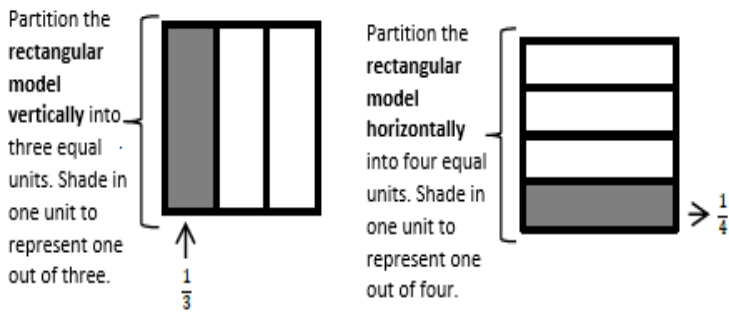 Partition the
rectangular
model
vertically into
three equal
units. Shade in
one unit to
represent one
out of three.
1
3
Partition the
rectangular
model
horizontally
into four equal
units. Shade in
one unit to
represent one
out of four.
1
4